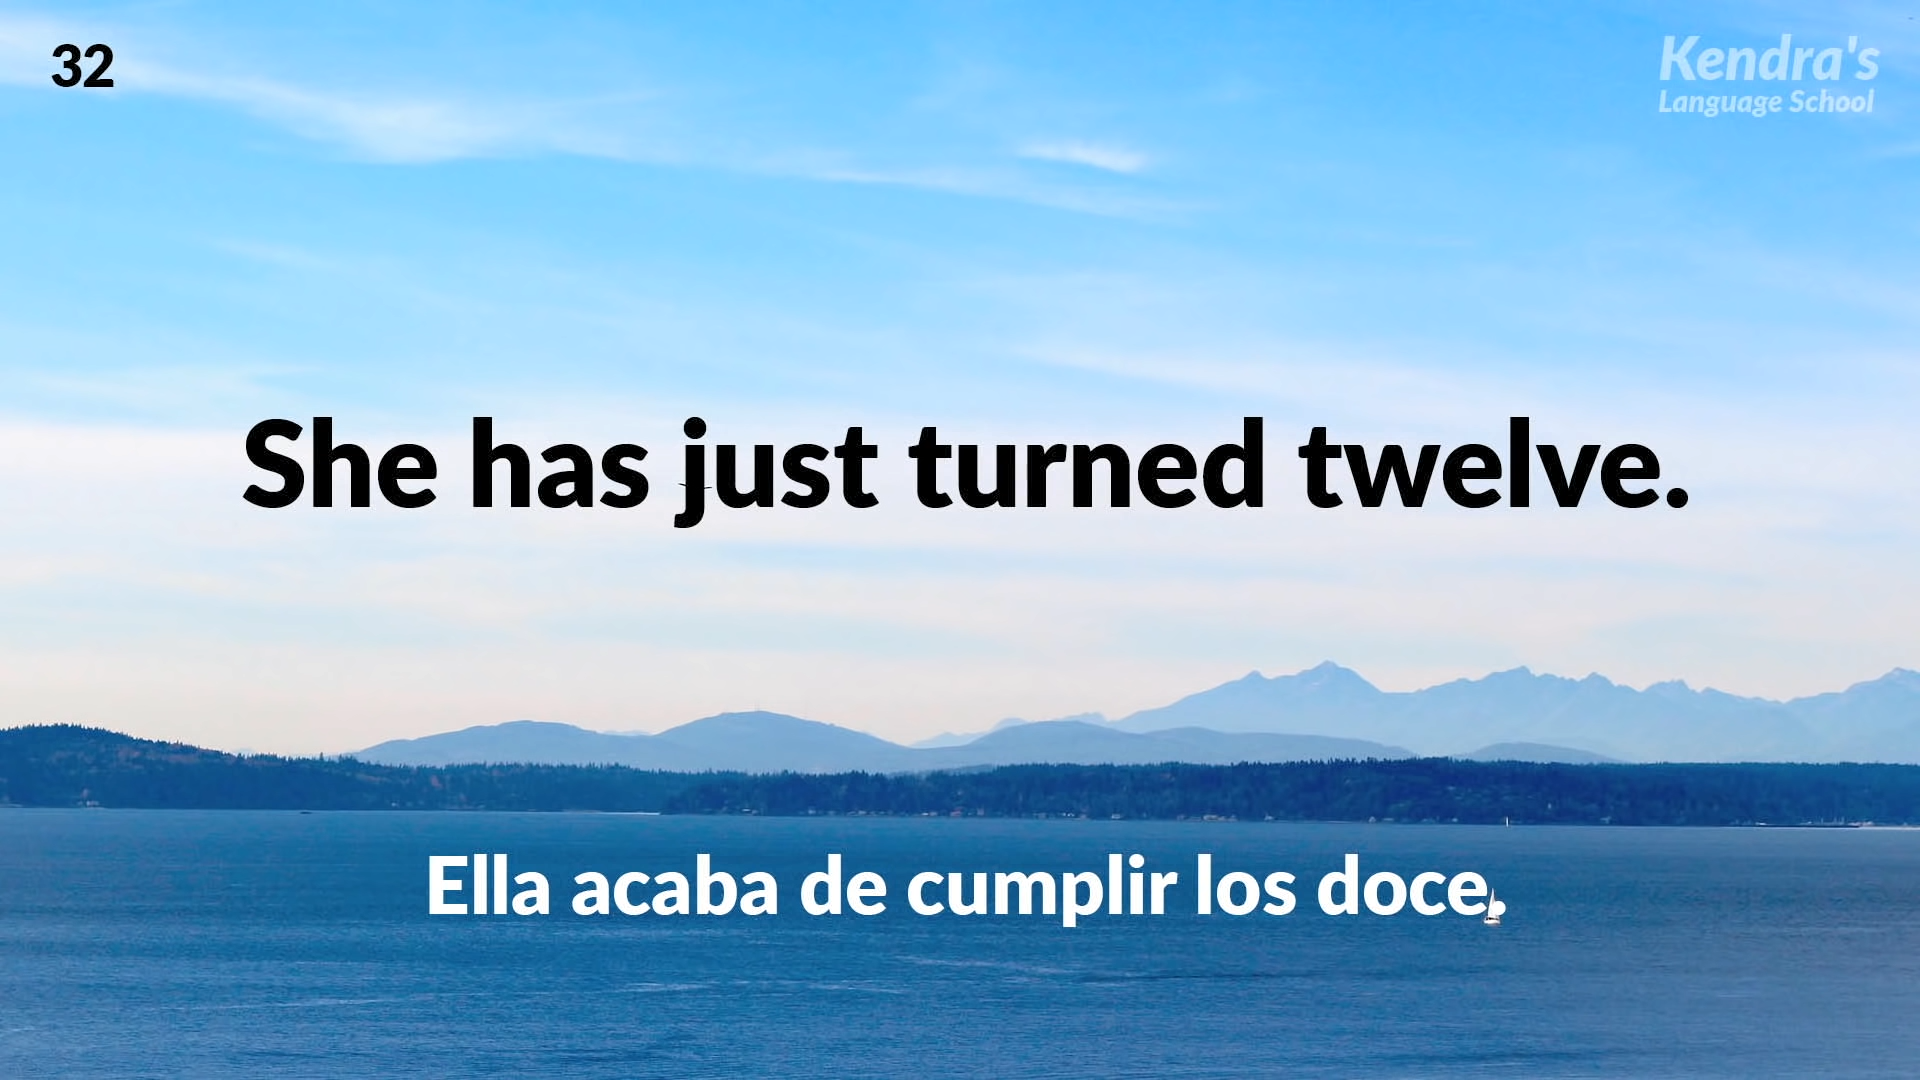 32
Kendra's
Language School
She has just turned twelve.
Ella acaba de cumplir los doce.